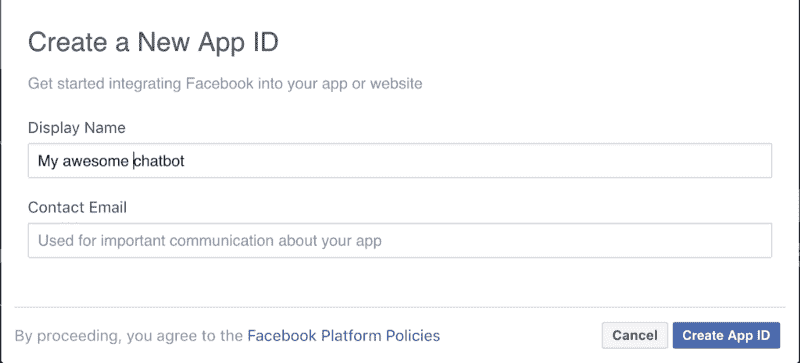 Create a New App ID
Get started integrating Facebook into your app or website
Display Name
My awesome chatbot
Contact Email
Used for important communication about your app
By proceeding, you agree to the Facebook Platform Policies
Cancel
Create App ID